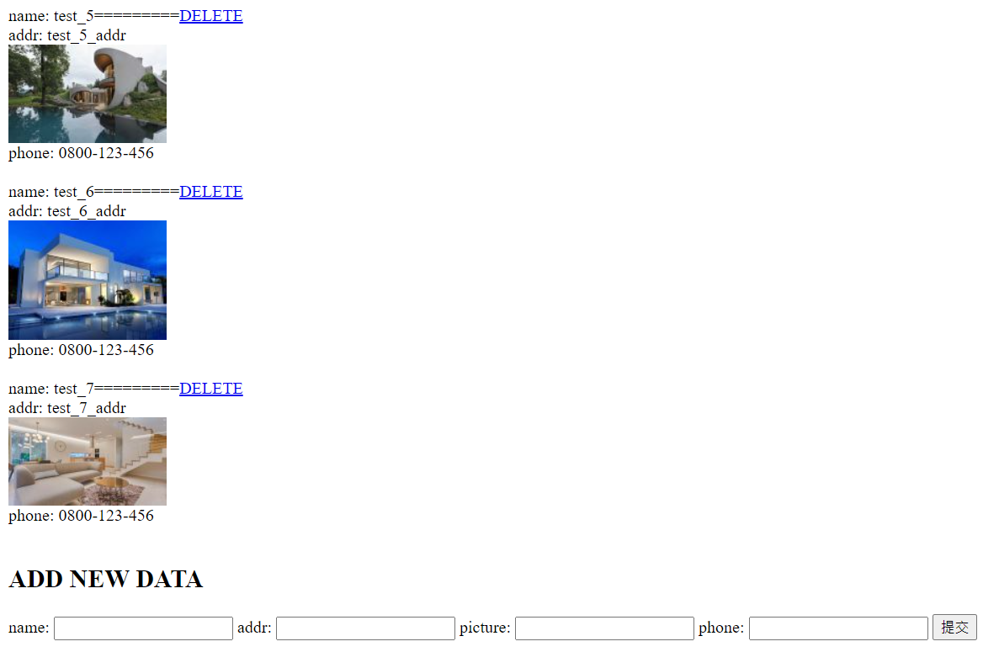 name: test_5=========DELETE
addr: test_5_addr
phone: 0800-123-456
name: test_6=========DELETE
addr: test_6_addr
phone: 0800-123-456
name: test_7=========DELETE
addr: test_7_addr
phone: 0800-123-456
ADD NEW DATA
name: addr: picture: phone: 提交